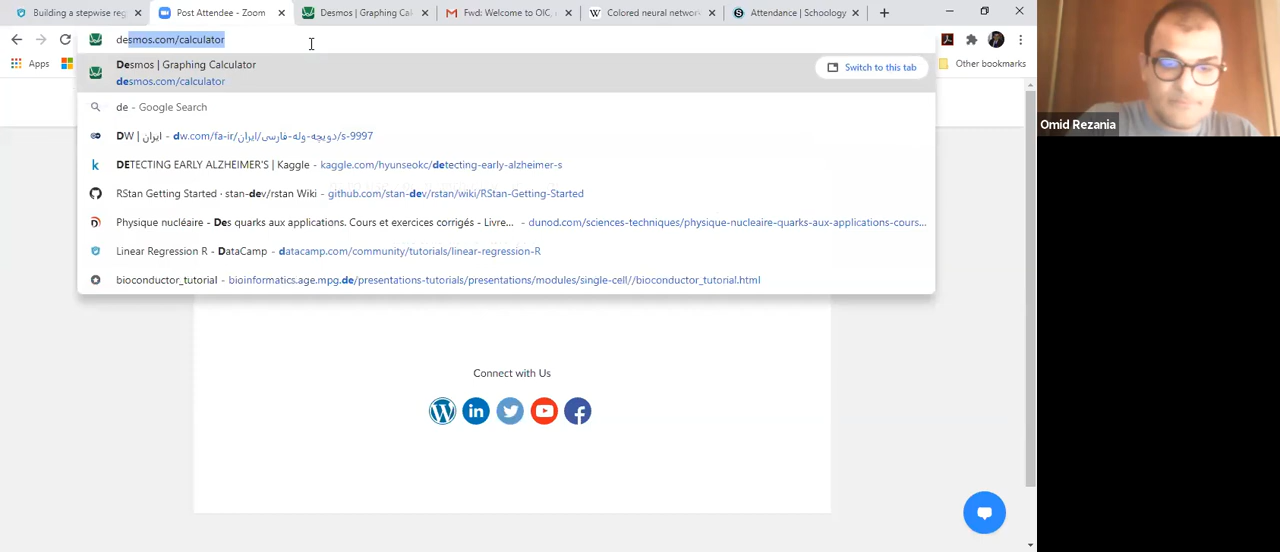 Building a stepwise reg
Post Attendee - Zoom
Desmos | Graphing Cal
Fwd: Welcome to OIC,
Colored neural network
Attendance | Schoology
desmos.com/calculator
Apps
Other bookmarks
Desmos | Graphing Calculator
desmos.com/calculator
Switch to this tab
de - Google Search
DW | ایران - dw.com/fa-ir/ایران/دویچه-وله-فارسی/s-9997
DETECTING EARLY ALZHEIMER'S | Kaggle - kaggle.com/hyunseokc/detecting-early-alzheimer-s
RStan Getting Started · stan-dev/rstan Wiki - github.com/stan-dev/rstan/wiki/RStan-Getting-Started
Physique nucléaire - Des quarks aux applications. Cours et exercices corrigés - Livre... - dunod.com/sciences-techniques/physique-nucleaire-quarks-aux-applications-cours...
Linear Regression R - DataCamp - datacamp.com/community/tutorials/linear-regression-R
bioconductor_tutorial - bioinformatics.age.mpg.de/presentations-tutorials/presentations/modules/single-cell//bioconductor_tutorial.html
Connect with Us
Omid Rezania